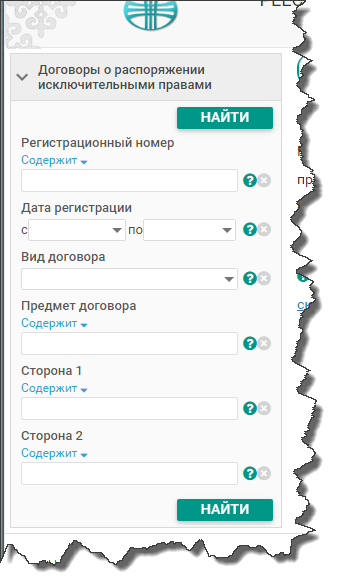 Договоры о распоряжении
исключительными правами
НАЙТИ
Регистрационный номер
Содержит
Дата регистрации
с по
Вид договора
Предмет договора
Содержит
Сторона 1
Содержит
Сторона 2
Содержит
НАЙТИ